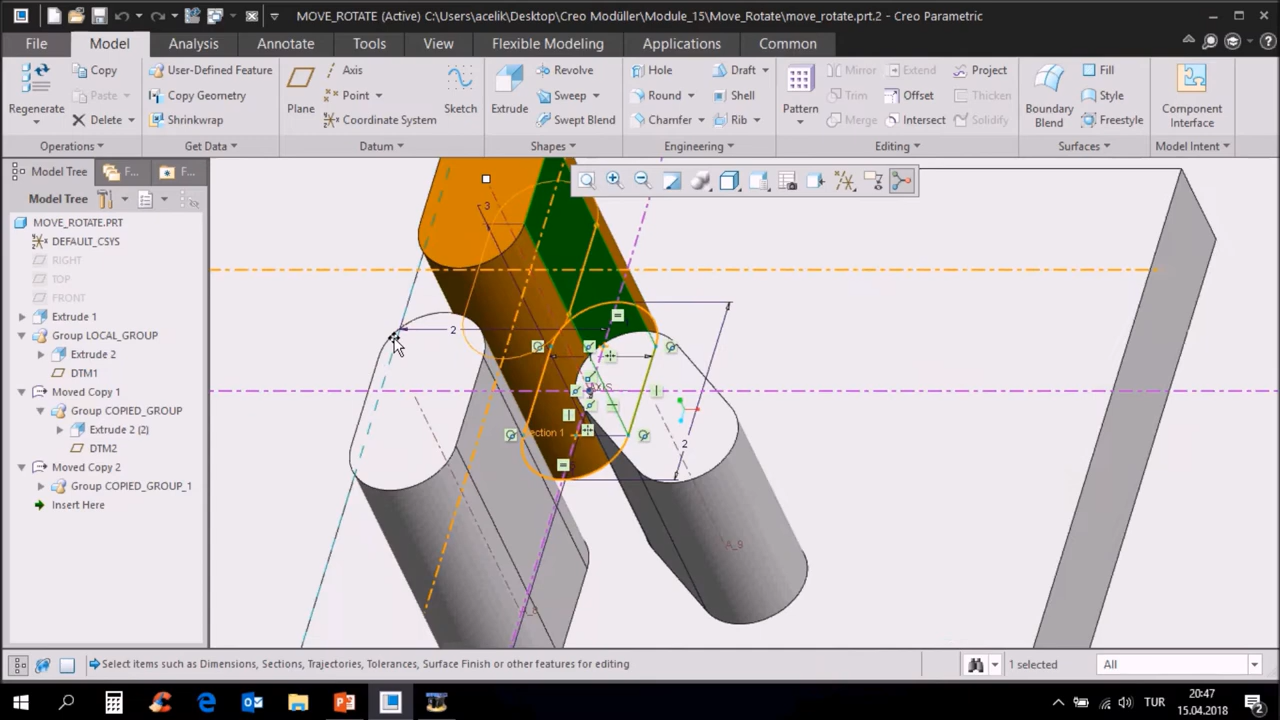 MOVE_ROTATE (Active) C:\Users\acelik\Desktop\Creo Modüller\Module_15\Move_Rotate\move_rotate.prt.2 - Creo Parametric
File Model Analysis Annotate Tools View Flexible Modeling Applications Common
Copy User-Defined Feature Axis Revolve Hole Draft Mirror Extend Project Fill
Paste Copy Geometry Point Sweep Round Shell Trim Offset Thicken Style
Regenerate Delete Shrinkwrap Plane Coordinate System Sketch Extrude Swept Blend Chamfer Rib Pattern Merge Intersect Solidify Boundary Blend Freestyle Component Interface
Operations Get Data Datum Shapes Engineering Editing Surfaces Model Intent
Model Tree F... F...
Model Tree
MOVE_ROTATE.PRT
DEFAULT_CSYS
RIGHT
TOP
FRONT
Extrude 1
Group LOCAL_GROUP
Extrude 2
DTM1
Moved Copy 1
Group COPIED_GROUP
Extrude 2 (2)
DTM2
Moved Copy 2
Group COPIED_GROUP_1
Insert Here
3
2
2
A_9
Select items such as Dimensions, Sections, Trajectories, Tolerances, Surface Finish or other features for editing
1 selected
All
TUR
20:47
15.04.2018
2